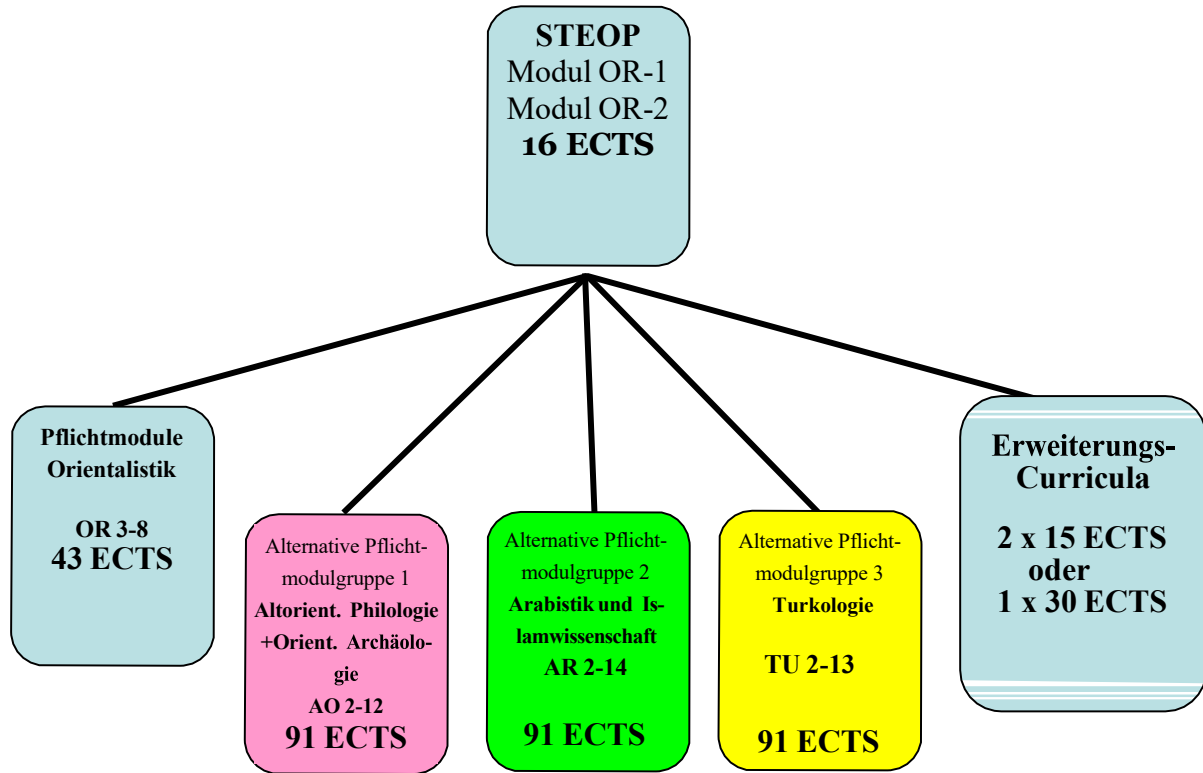 STEOP
Modul OR-1
Modul OR-2
16 ECTS
Pflichtmodule
Orientalistik
OR 3-8
43 ECTS
Alternative Pflicht-
modulgruppe 1
Altorient. Philologie
+Orient. Archäolo-
gie
AO 2-12
91 ECTS
Alternative Pflicht-
modulgruppe 2
Arabistik und Is-
lamwissenschaft
AR 2-14
91 ECTS
Alternative Pflicht-
modulgruppe 3
Turkologie
TU 2-13
91 ECTS
Erweiterungs-
Curricula
2 x 15 ECTS
oder
1 x 30 ECTS